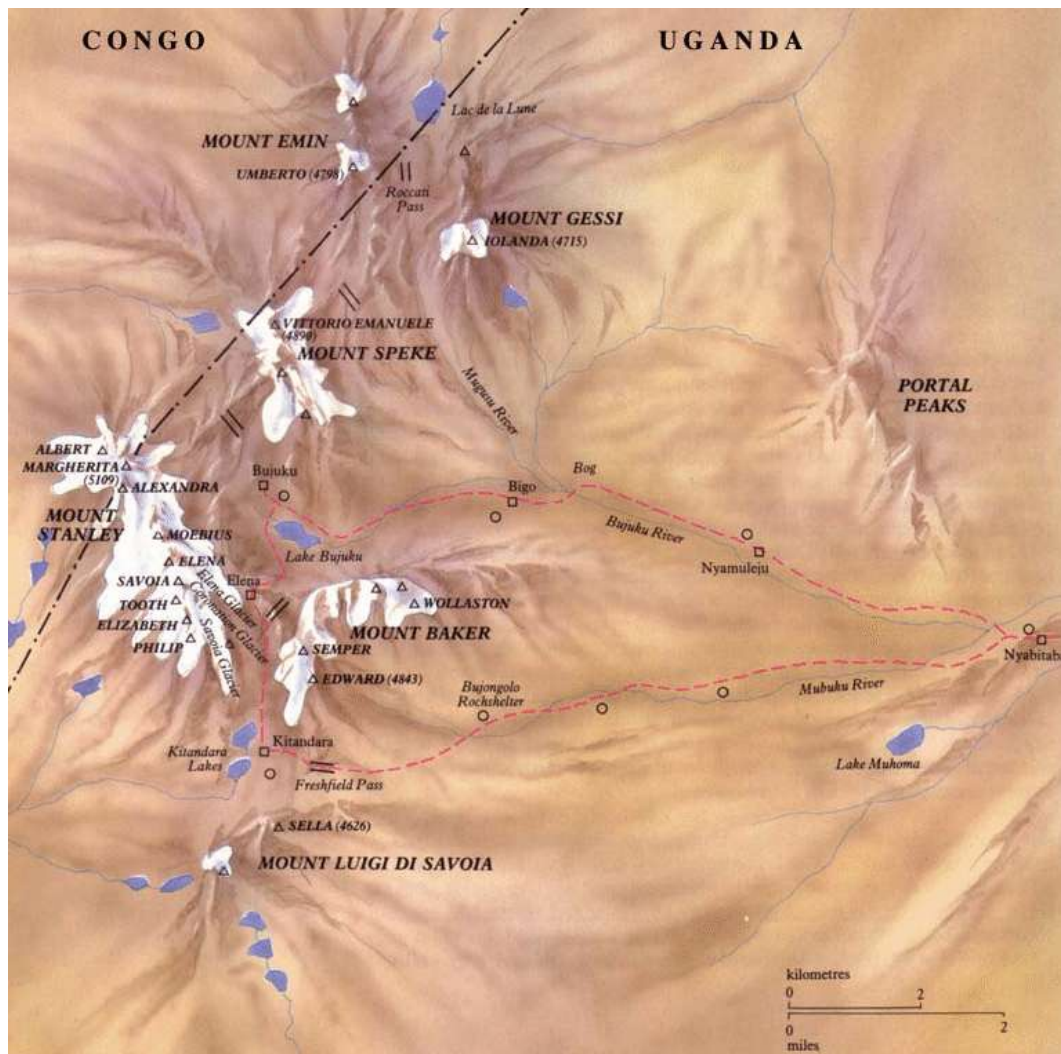 CONGO
UGANDA
Lac de la Lune
MOUNT EMIN
UMBERTO (4798)
Roccati
Pass
MOUNT GESSI
IOLANDA (4715)
VITTORIO EMANUELE
(4890)
MOUNT SPEKE
Mugusu River
PORTAL
PEAKS
ALBERT
MARGHERITA
(5109)
ALEXANDRA
Bujuku
Bigo
Bog
MOUNT
STANLEY
MOEBIUS
Lake Bujuku
Bujuku River
Nyamuleju
ELENA
Elena
SAVOIA
Elena Glacier
Coronation Glacier
TOOTH
ELIZABETH
Savoia Glacier
PHILIP
WOLLASTON
MOUNT BAKER
SEMPER
EDWARD (4843)
Nyabitaba
Bujongolo
Rockshelter
Mubuku River
Kitandara
Kitandara
Lakes
Freshfield Pass
Lake Muhoma
SELLA (4626)
MOUNT LUIGI DI SAVOIA
kilometres
0 2
0 2
miles